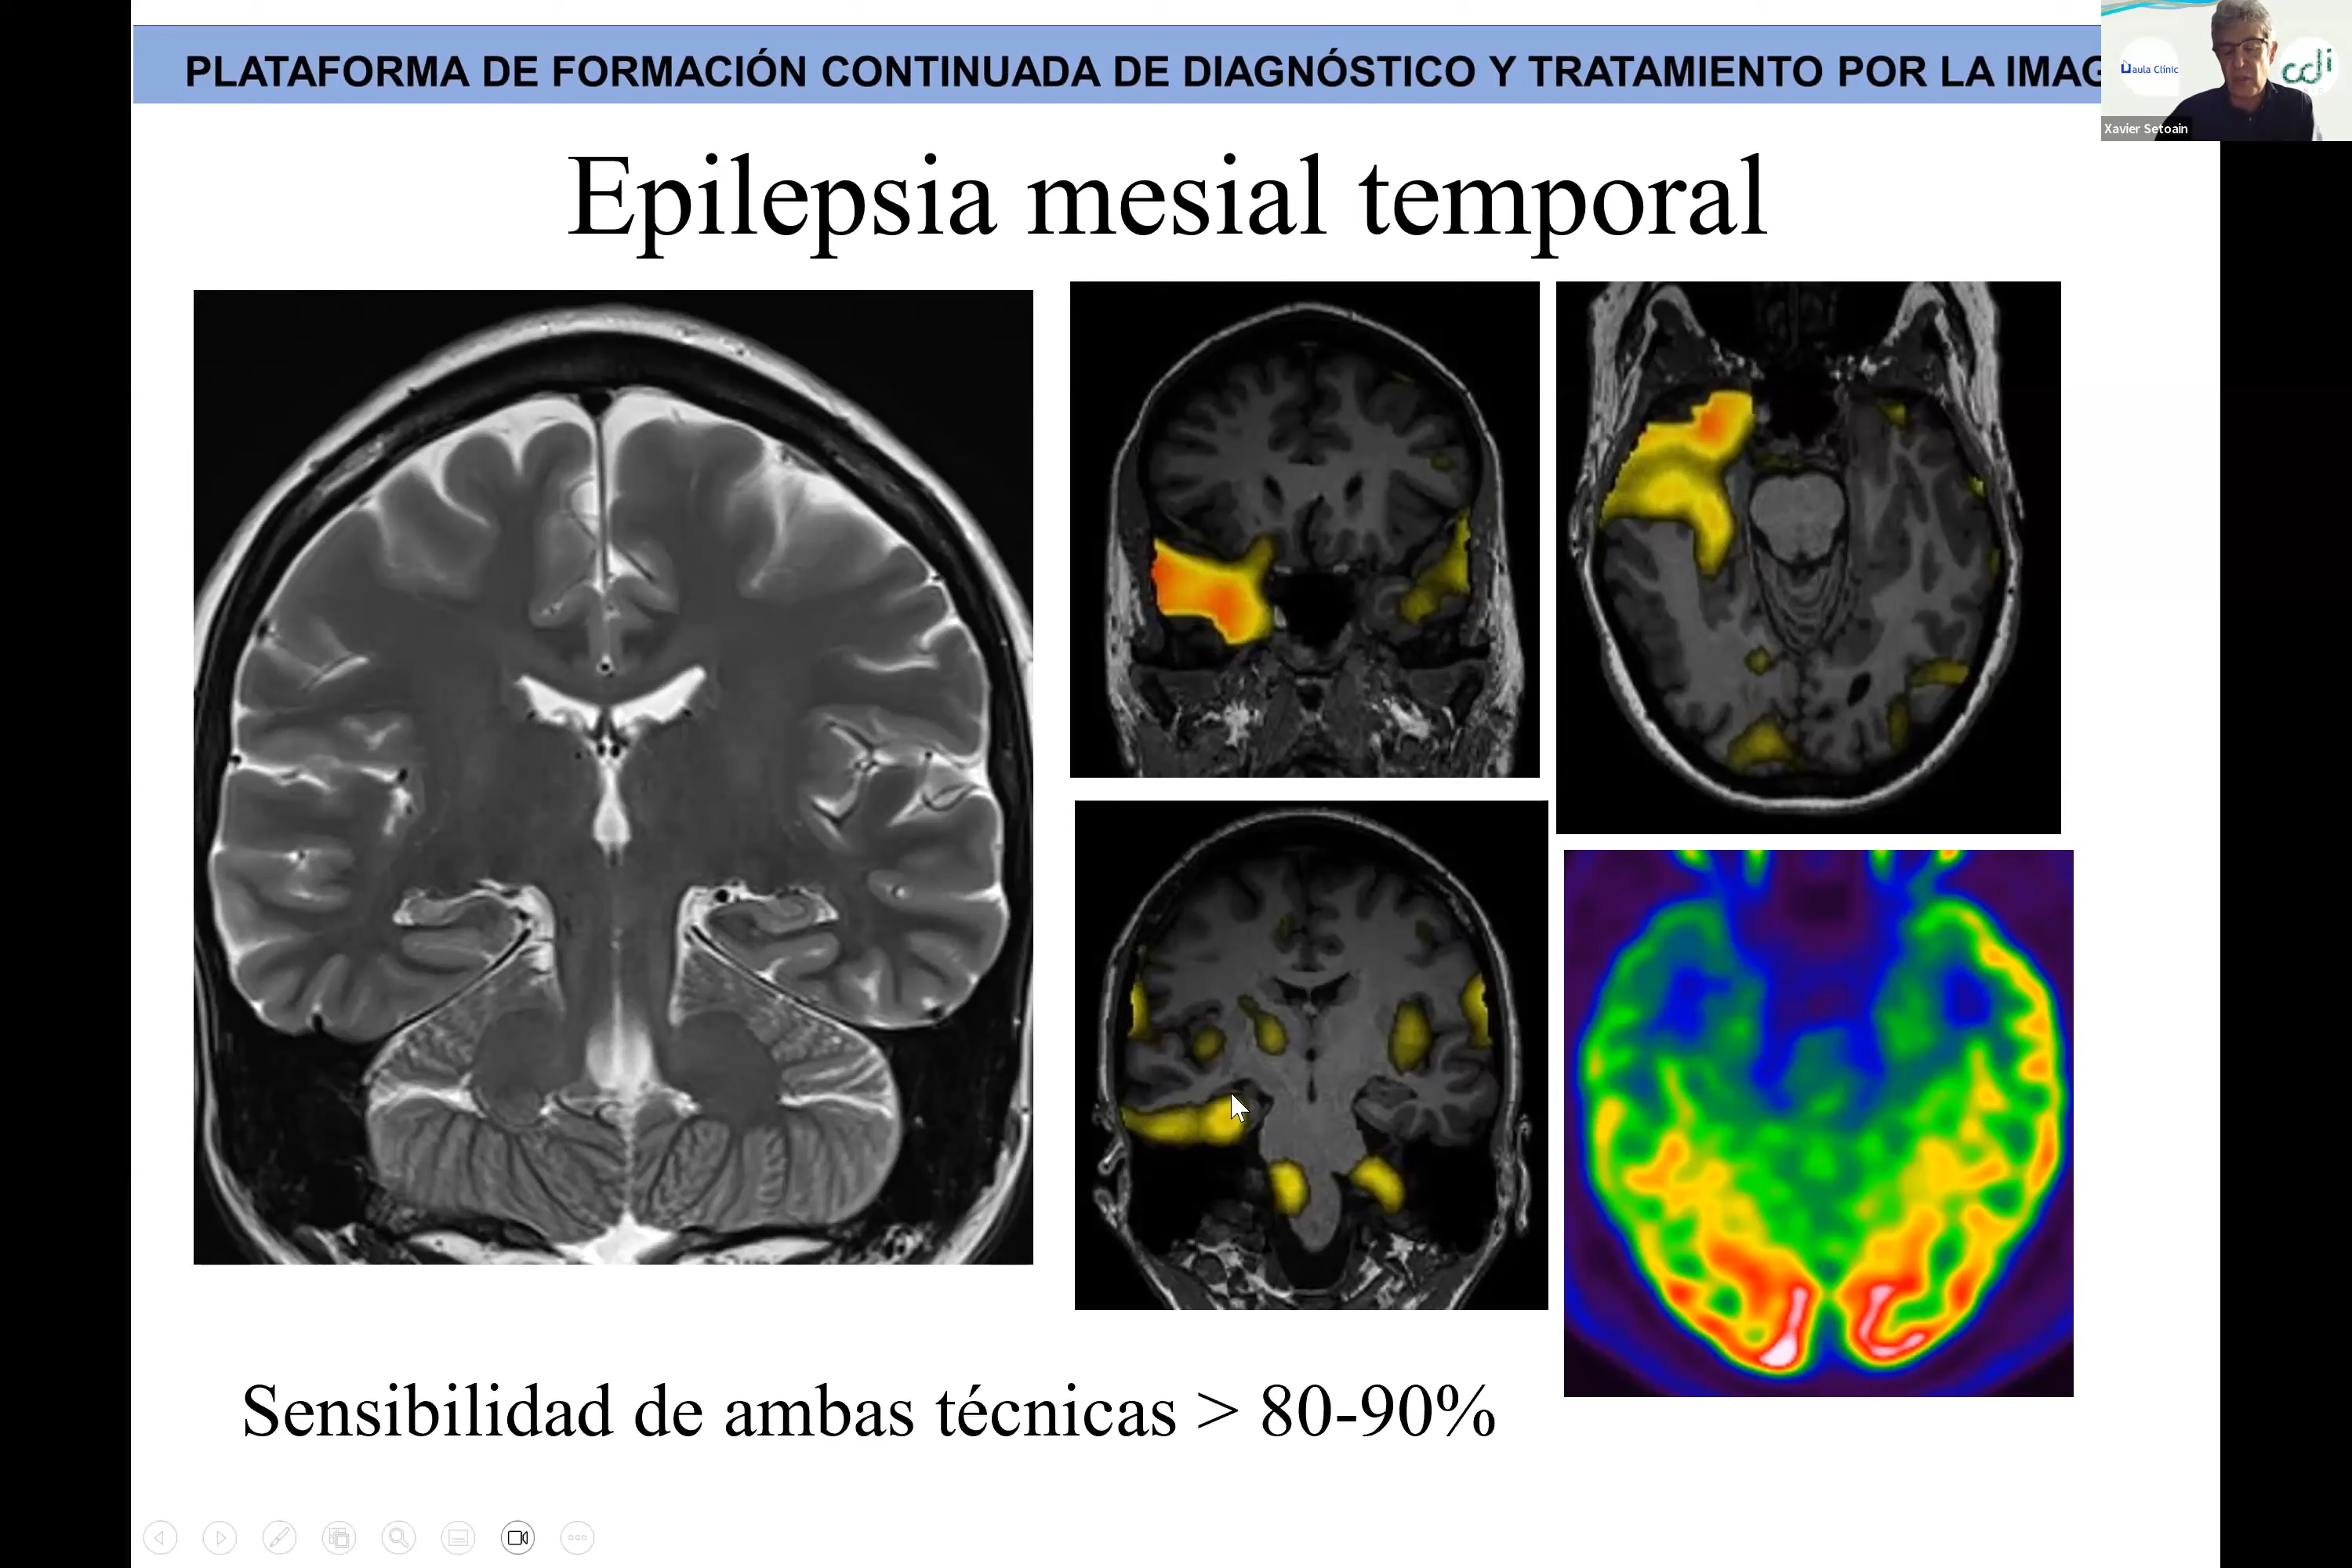 PLATAFORMA DE FORMACIÓN CONTINUADA DE DIAGNÓSTICO Y TRATAMIENTO POR LA IMAG
aula Clínic
cdi
Xavier Setoain
Epilepsia mesial temporal
Sensibilidad de ambas técnicas > 80-90%